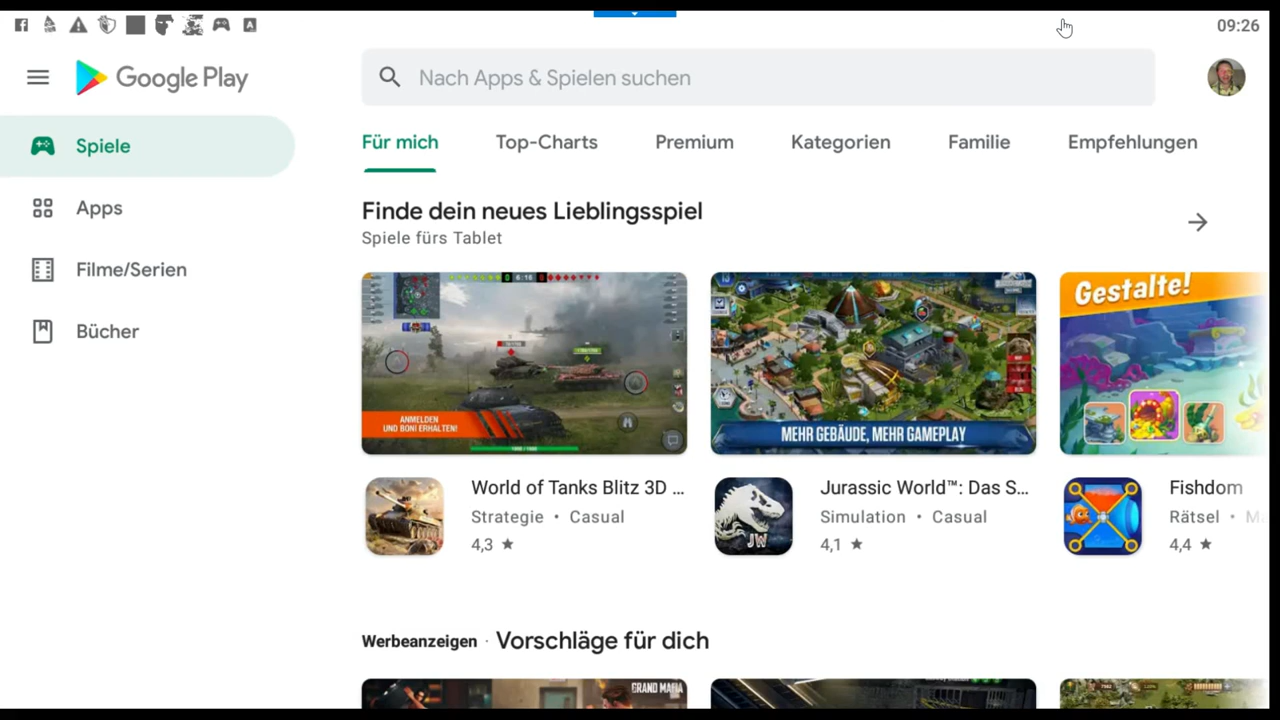 09:26
Google Play
Nach Apps & Spielen suchen
Spiele
Apps
Filme/Serien
Bücher
Für mich
Top-Charts
Premium
Kategorien
Familie
Empfehlungen
Finde dein neues Lieblingsspiel
Spiele fürs Tablet
6:16
ANMELDEN
UND BONI ERHALTEN!
MEHR GEBÄUDE, MEHR GAMEPLAY
Gestalte!
World of Tanks Blitz 3D ...
Strategie • Casual
4,3 ★
JW
Jurassic World™: Das S...
Simulation • Casual
4,1 ★
Fishdom
Rätsel •
4,4 ★
Werbeanzeigen · Vorschläge für dich
GRAND MAFIA